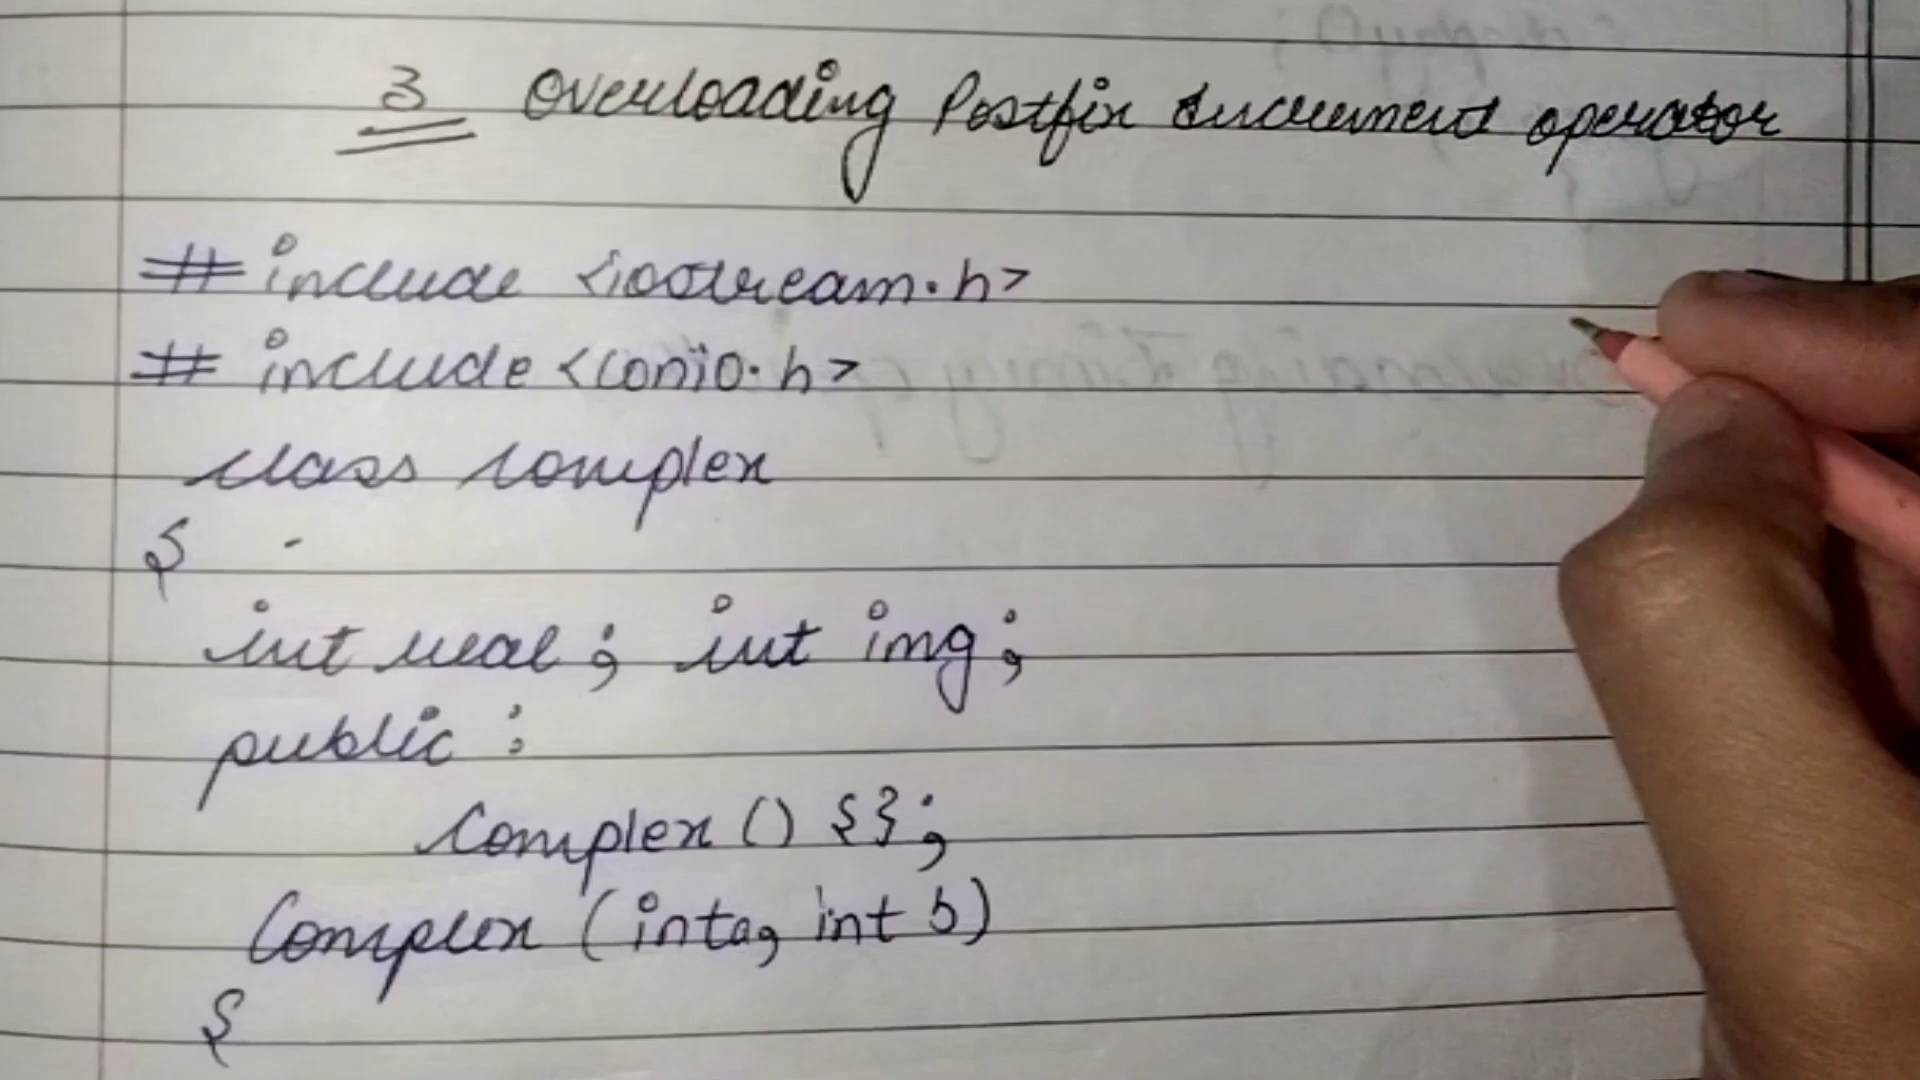 3 Overloading Postfix Increment operator
# include <iostream.h>
# include <conio.h>
class complex
{
int real; int img;
public:
Complex () {};
Complex (int a, int b)
{